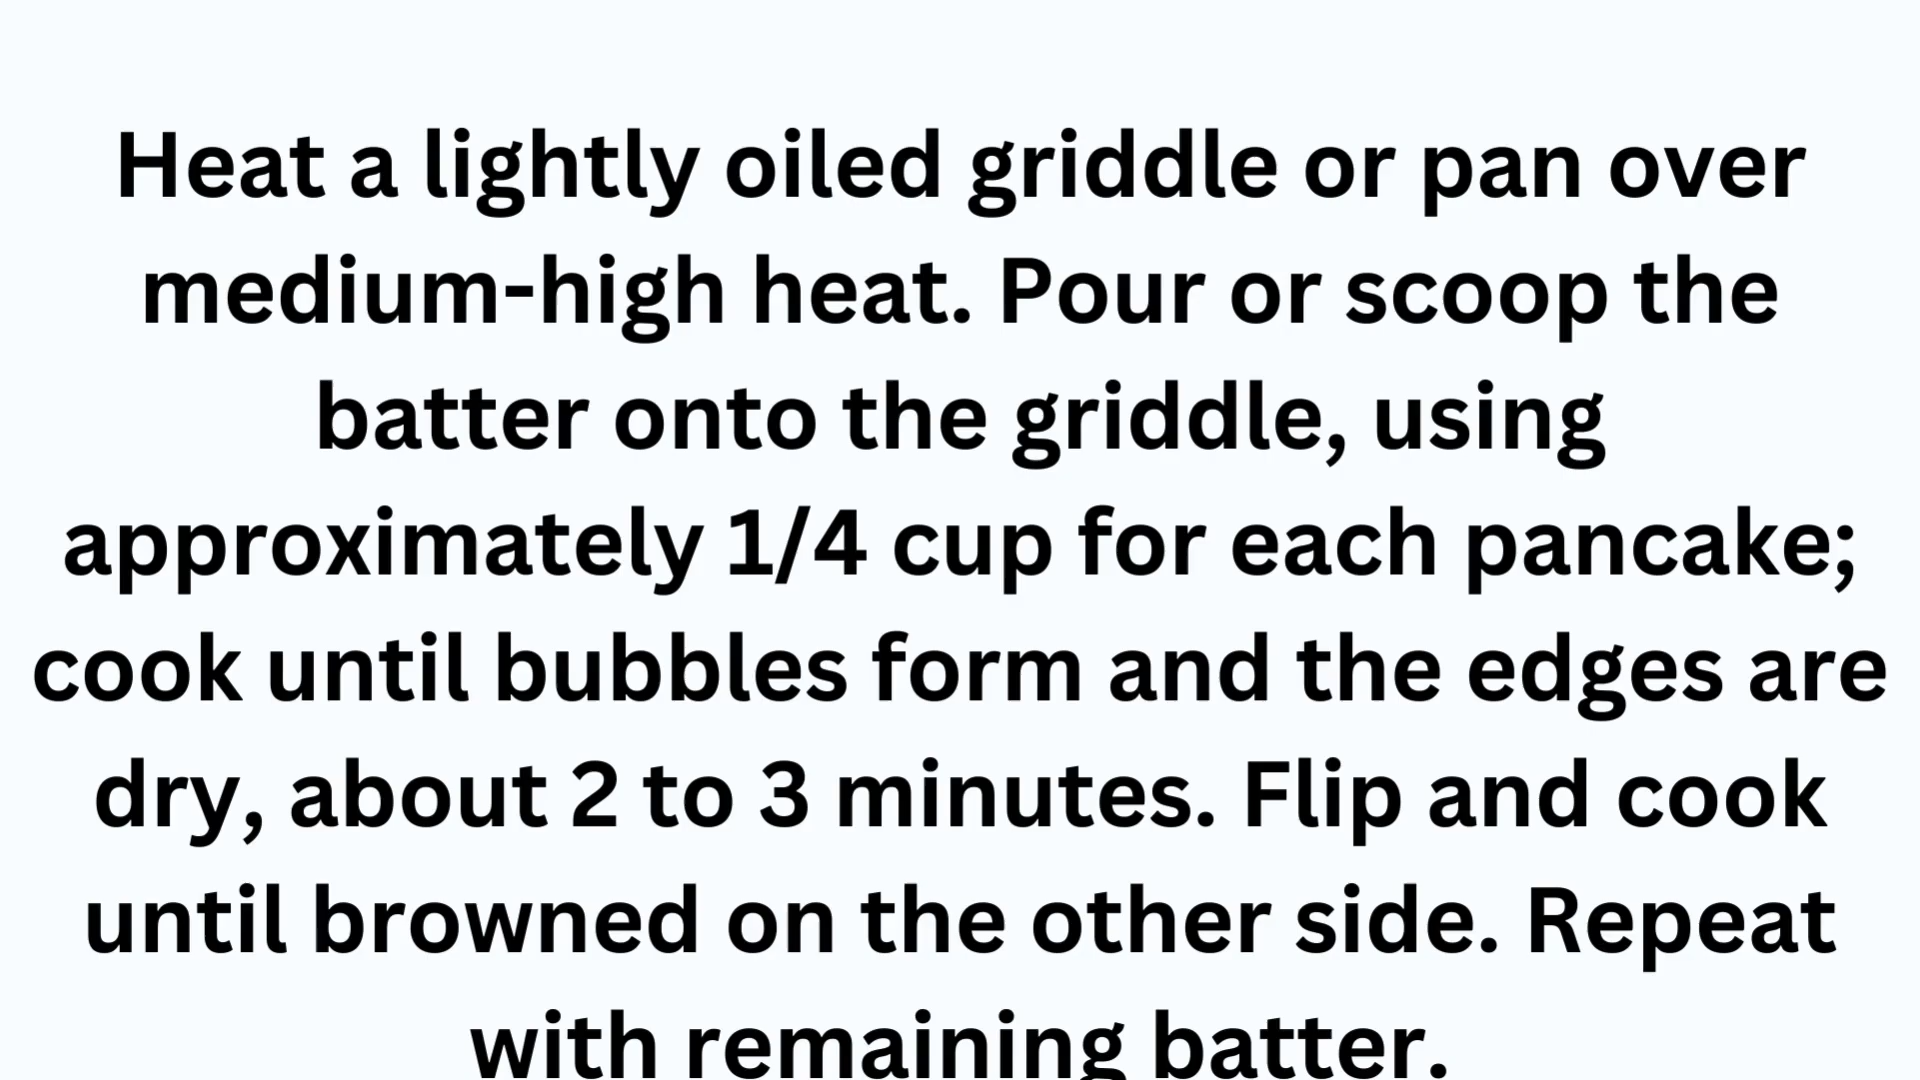 Heat a lightly oiled griddle or pan over
medium-high heat. Pour or scoop the
batter onto the griddle, using
approximately 1/4 cup for each pancake;
cook until bubbles form and the edges are
dry, about 2 to 3 minutes. Flip and cook
until browned on the other side. Repeat
with remaining batter.